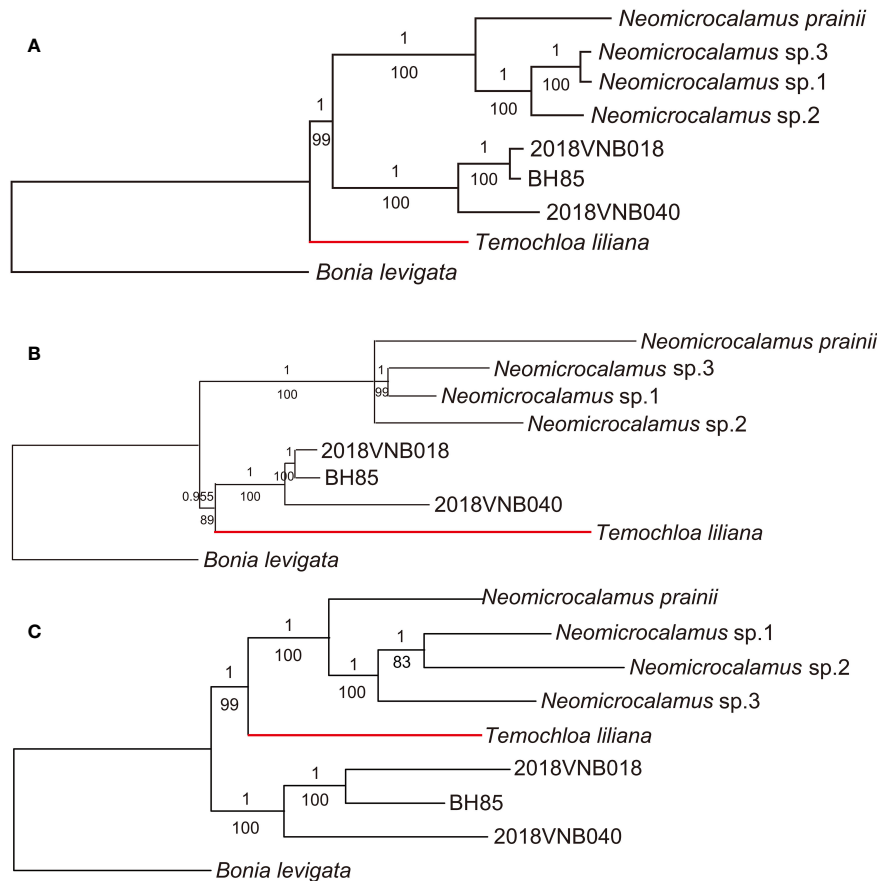 A
Neomicrocalamus prainii
1
100
1
100
1
100
Neomicrocalamus sp.3
Neomicrocalamus sp.1
Neomicrocalamus sp.2
1
99
1
100
1
100
2018VNB018
BH85
2018VNB040
Temochloa liliana
Bonia levigata
B
Neomicrocalamus prainii
1
100
1
99
Neomicrocalamus sp.3
Neomicrocalamus sp.1
Neomicrocalamus sp.2
1
100
2018VNB018
BH85
1
100
2018VNB040
0.955
89
Temochloa liliana
Bonia levigata
C
Neomicrocalamus prainii
1
100
1
83
Neomicrocalamus sp.1
Neomicrocalamus sp.2
1
100
Neomicrocalamus sp.3
1
99
Temochloa liliana
2018VNB018
1
100
BH85
1
100
2018VNB040
Bonia levigata